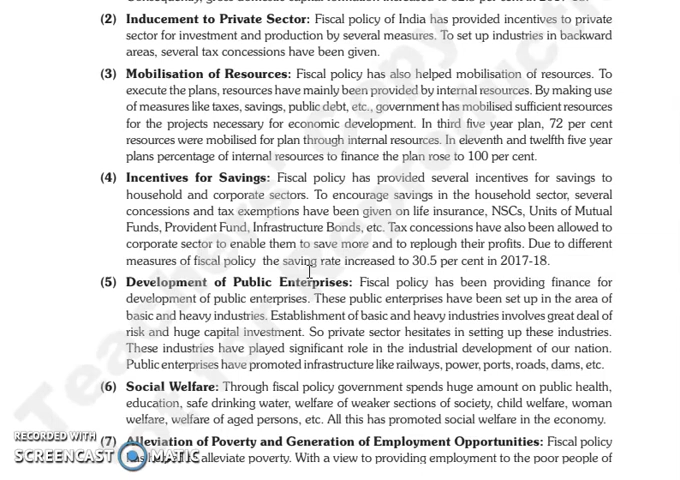 (2) Inducement to Private Sector: Fiscal policy of India has provided incentives to private
sector for investment and production by several measures. To set up industries in backward
areas, several tax concessions have been given.
(3) Mobilisation of Resources: Fiscal policy has also helped mobilisation of resources. To
execute the plans, resources have mainly been provided by internal resources. By making use
of measures like taxes, savings, public debt, etc., government has mobilised sufficient resources
for the projects necessary for economic development. In third five year plan, 72 per cent
resources were mobilised for plan through internal resources. In eleventh and twelfth five year
plans percentage of internal resources to finance the plan rose to 100 per cent.
(4) Incentives for Savings: Fiscal policy has provided several incentives for savings to
household and corporate sectors. To encourage savings in the household sector, several
concessions and tax exemptions have been given on life insurance, NSCs, Units of Mutual
Funds, Provident Fund, Infrastructure Bonds, etc. Tax concessions have also been allowed to
corporate sector to enable them to save more and to replough their profits. Due to different
measures of fiscal policy the saving rate increased to 30.5 per cent in 2017-18.
(5) Development of Public Enterprises: Fiscal policy has been providing finance for
development of public enterprises. These public enterprises have been set up in the area of
basic and heavy industries. Establishment of basic and heavy industries involves great deal of
risk and huge capital investment. So private sector hesitates in setting up these industries.
These industries have played significant role in the industrial development of our nation.
Public enterprises have promoted infrastructure like railways, power, ports, roads, dams, etc.
(6) Social Welfare: Through fiscal policy government spends huge amount on public health,
education, safe drinking water, welfare of weaker sections of society, child welfare, woman
welfare, welfare of aged persons, etc. All this has promoted social welfare in the economy.
(7) Alleviation of Poverty and Generation of Employment Opportunities: Fiscal policy
alleviate poverty. With a view to providing employment to the poor people of
RECORDED WITH
SCREENCAST MATIC